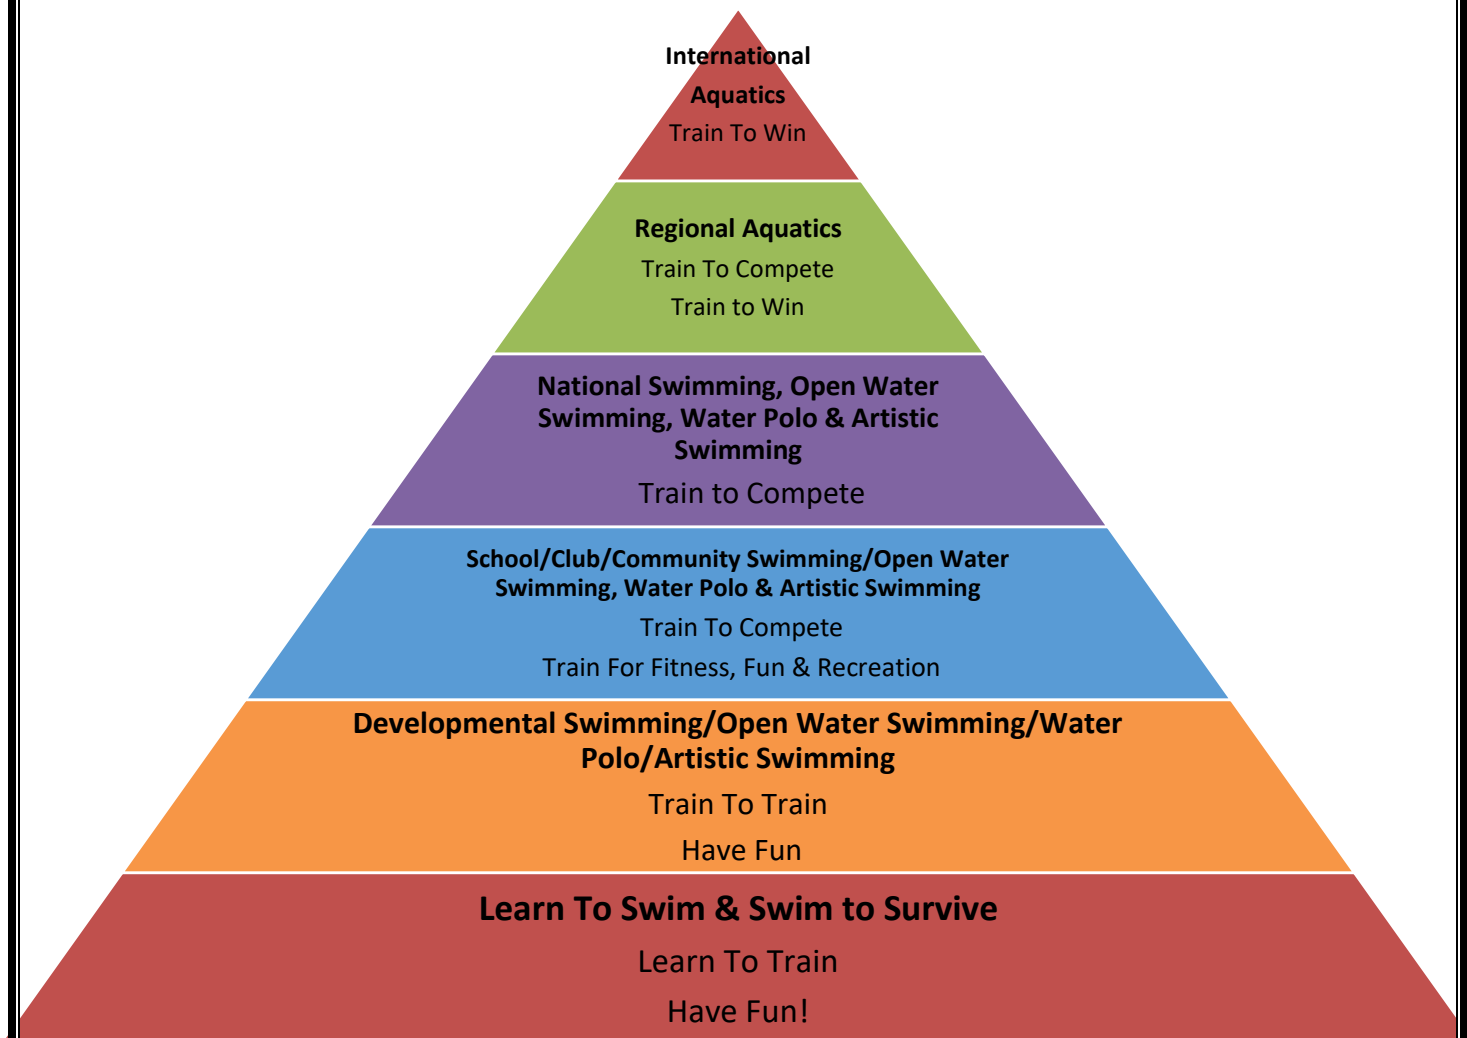 International
Aquatics
Train To Win
Regional Aquatics
Train To Compete
Train to Win
National Swimming, Open Water
Swimming, Water Polo & Artistic
Swimming
Train to Compete
School/Club/Community Swimming/Open Water
Swimming, Water Polo & Artistic Swimming
Train To Compete
Train For Fitness, Fun & Recreation
Developmental Swimming/Open Water Swimming/Water
Polo/Artistic Swimming
Train To Train
Have Fun
Learn To Swim & Swim to Survive
Learn To Train
Have Fun!